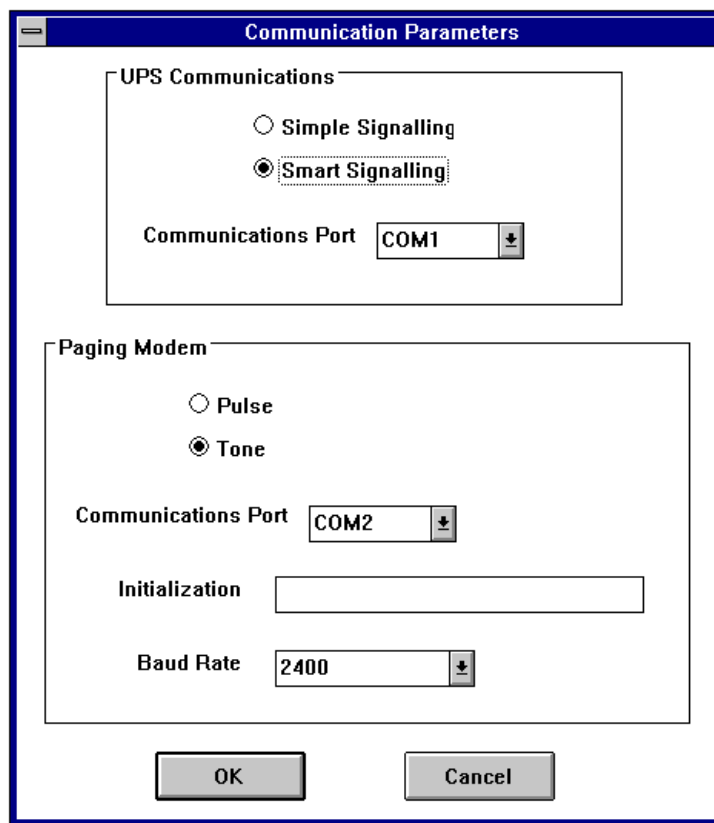 Communication Parameters
UPS Communications
Simple Signalling
Smart Signalling
Communications Port COM1
Paging Modem
Pulse
Tone
Communications Port COM2
Initialization
Baud Rate 2400
OK Cancel